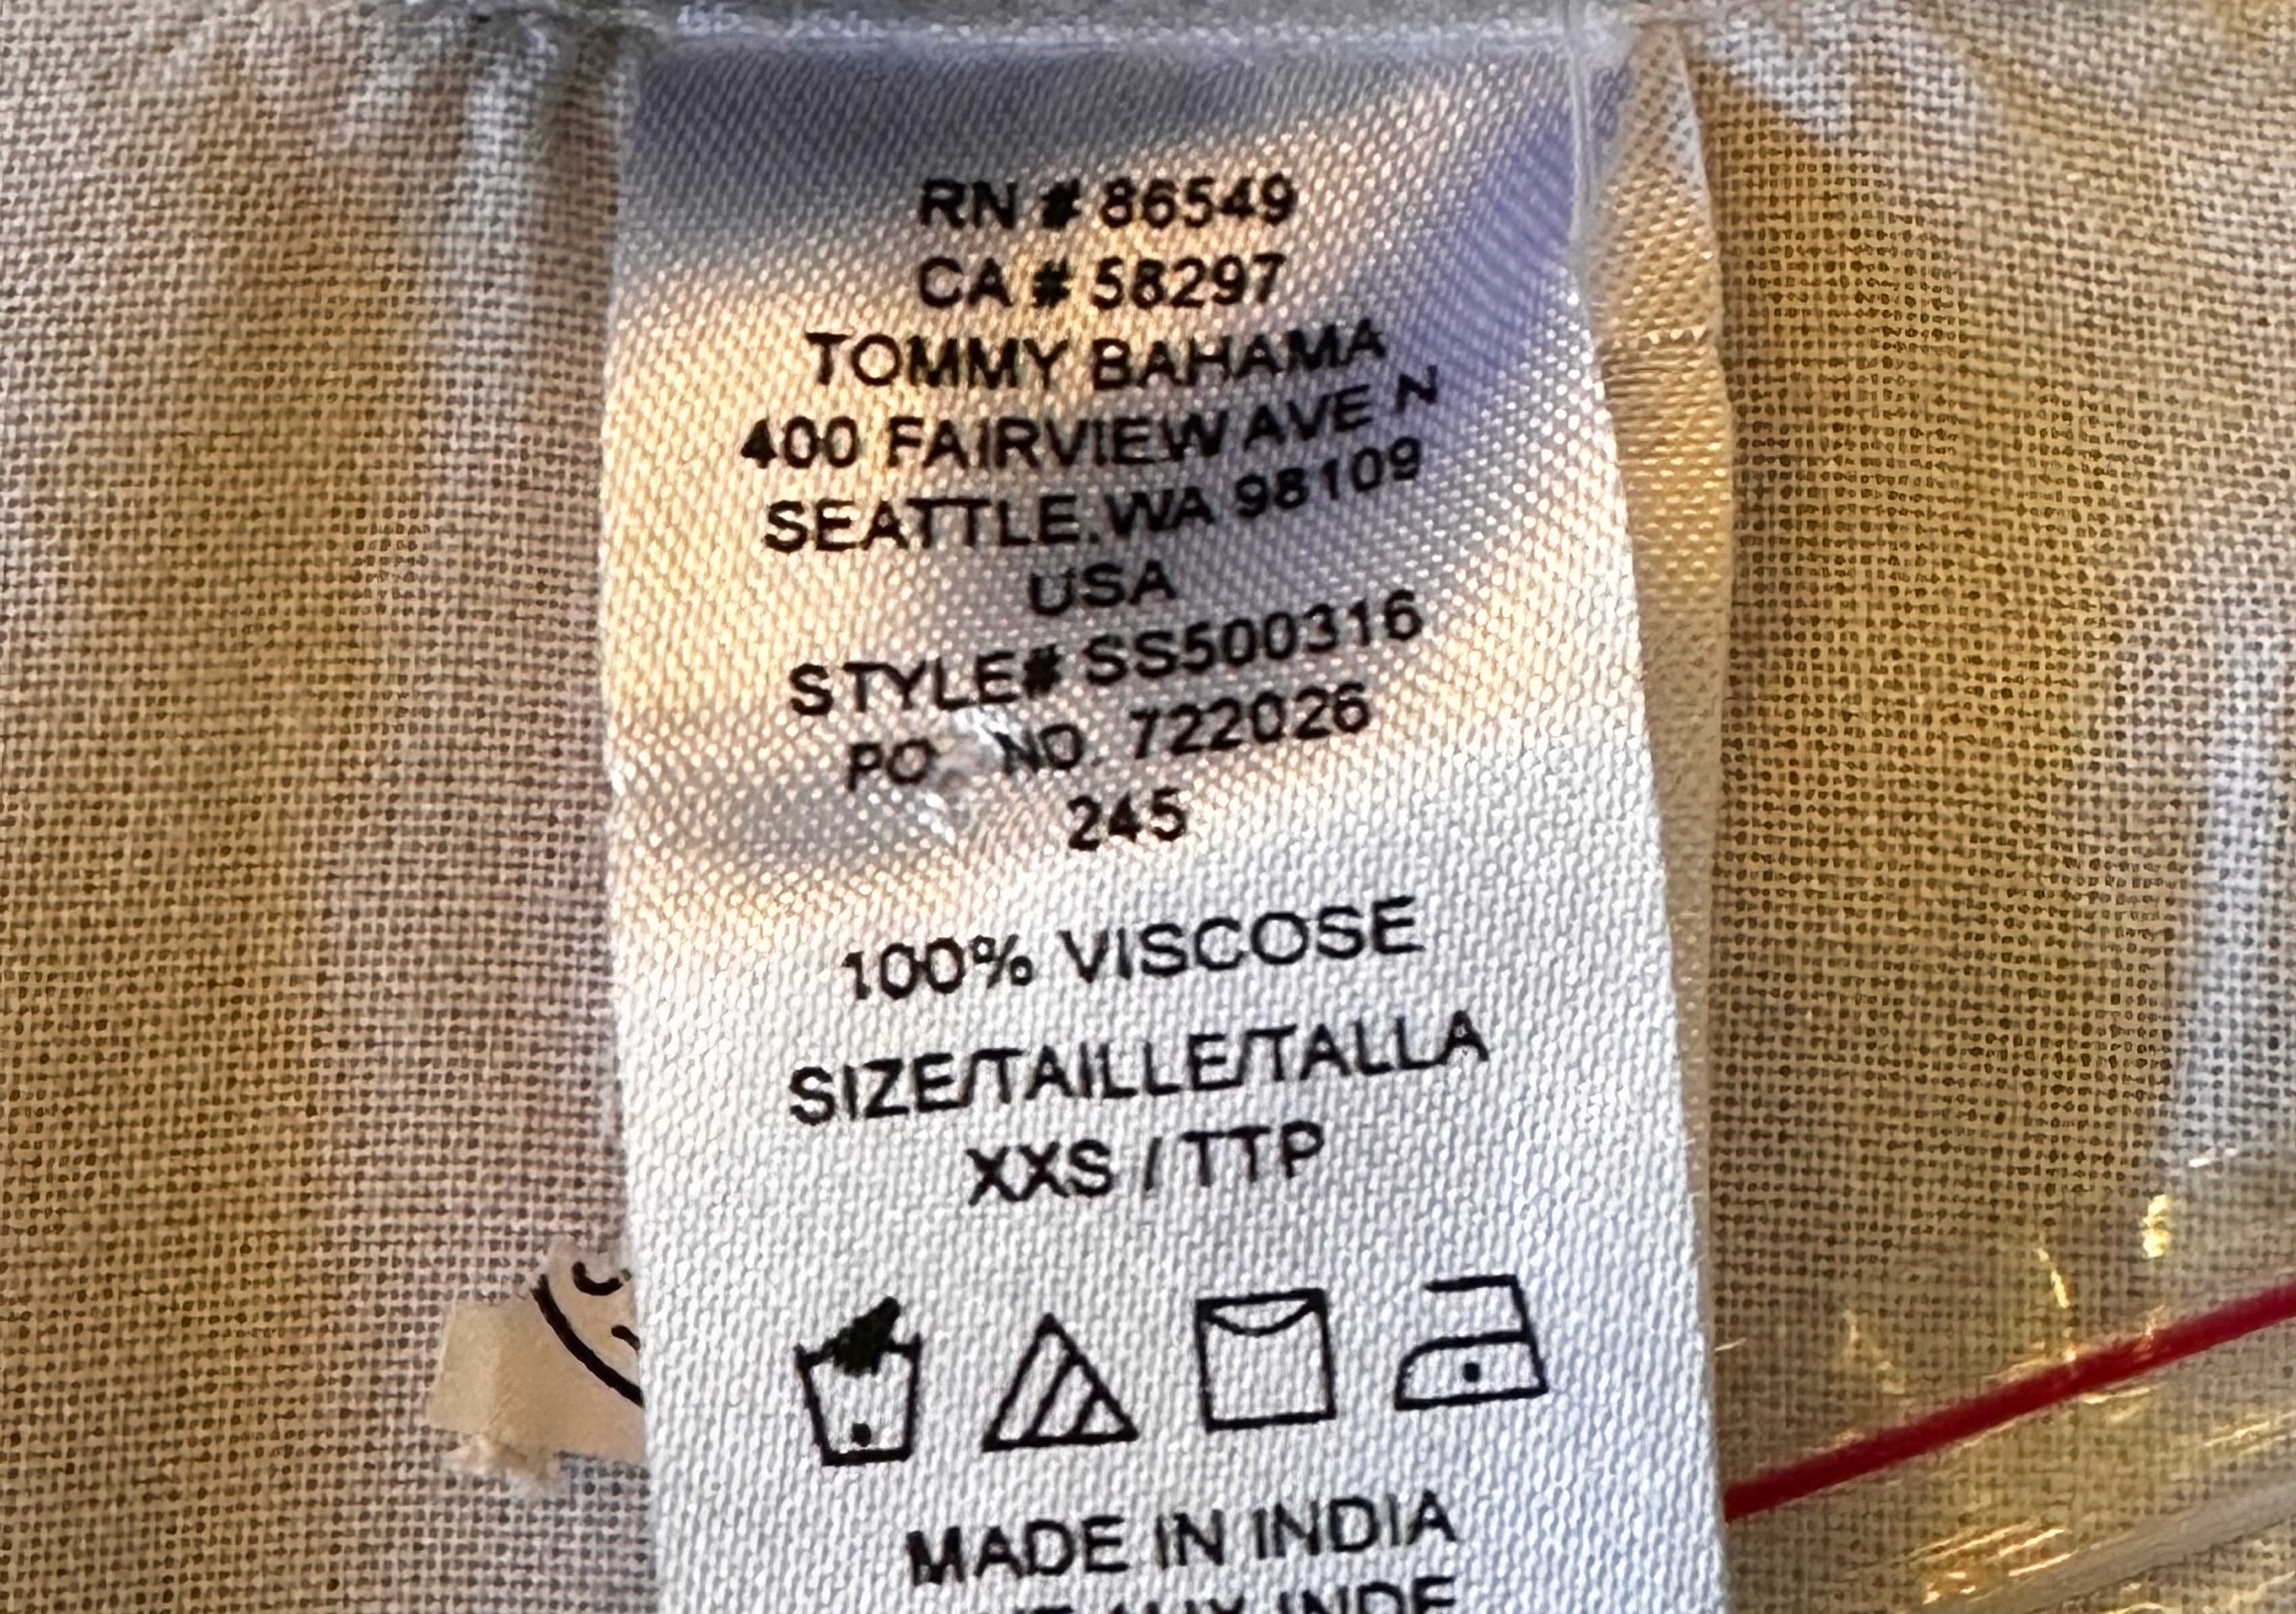 RN # 86549
CA # 58297
TOMMY BAHAMA
400 FAIRVIEW AVE N
SEATTLE.WA 98109
USA
STYLE# SS500316
PO NO 722026
245
100% VISCOSE
SIZE/TAILLE/TALLA
XXS / TTP
MADE IN INDIA
INDE